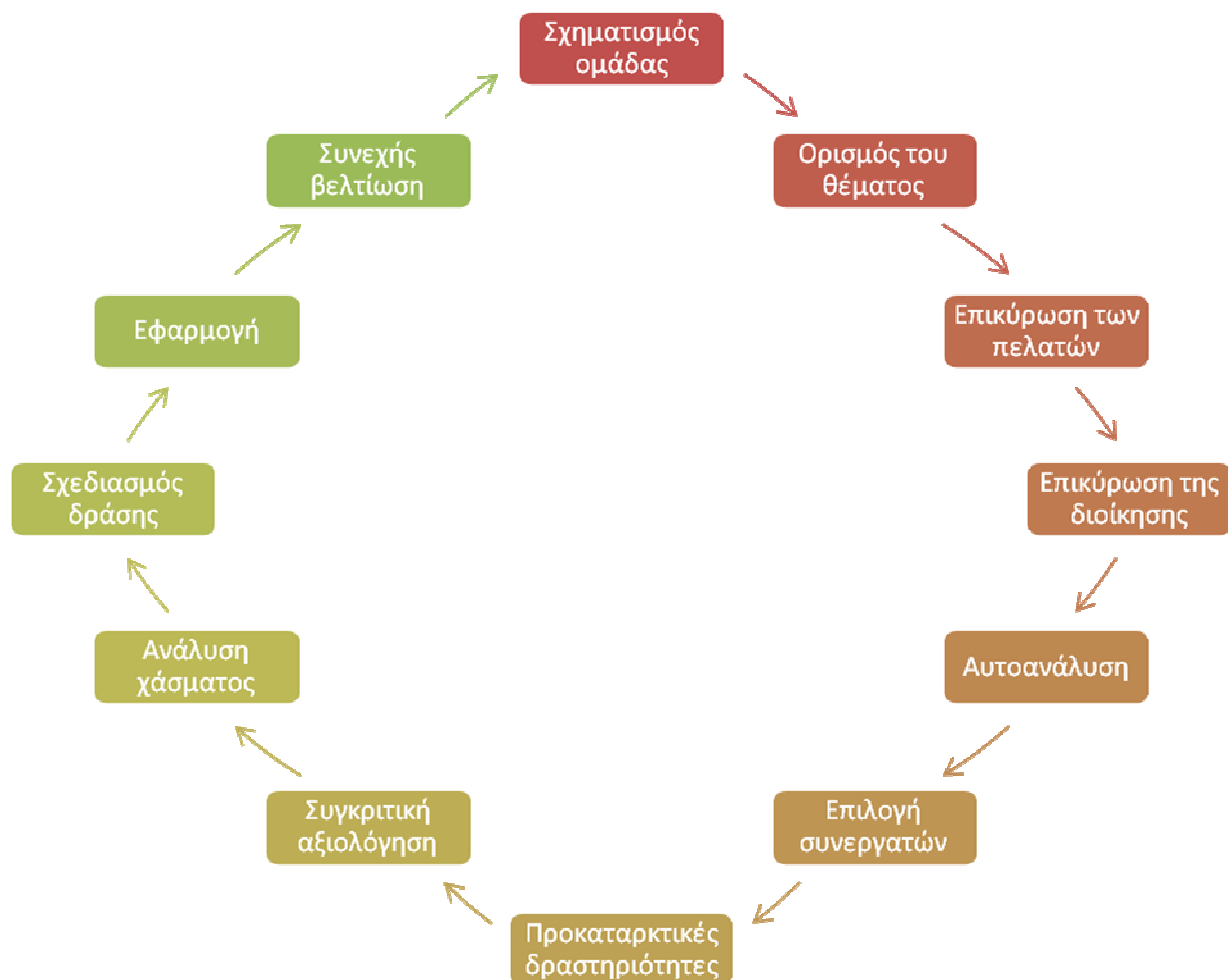 Σχηματισμός
ομάδας
Ορισμός του
θέματος
Επικύρωση των
πελατών
Επικύρωση της
διοίκησης
Αυτοανάλυση
Επιλογή
συνεργατών
Προκαταρκτικές
δραστηριότητες
Συγκριτική
αξιολόγηση
Ανάλυση
χάσματος
Σχεδιασμός
δράσης
Εφαρμογή
Συνεχής
βελτίωση